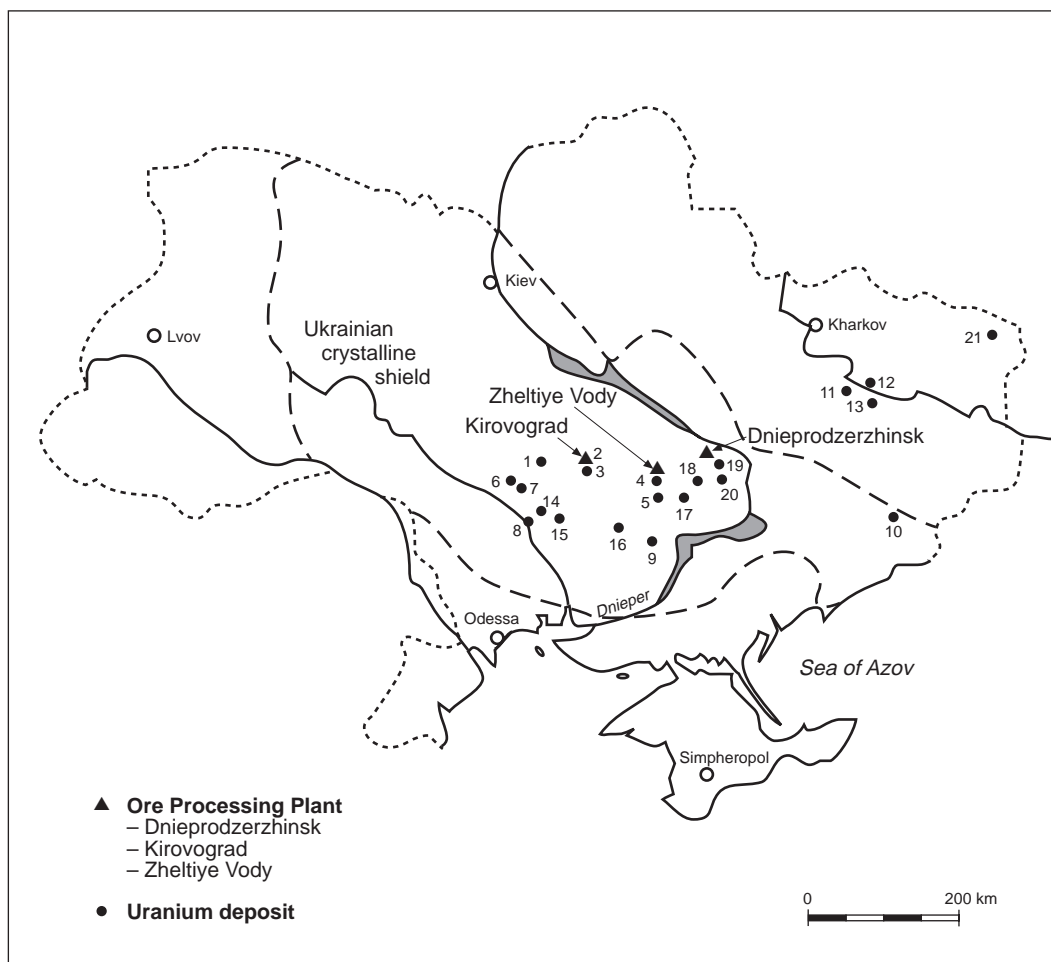 Kiev
Lvov
Kharkov
21
Ukrainian
crystalline
shield
12
11
13
Zheltiye Vody
Kirovograd
Dnieprodzerzhinsk
1
2
3
6
7
4
18
19
5
17
20
14
8
15
16
9
10
Dnieper
Odessa
Sea of Azov
Simpheropol
Ore Processing Plant
– Dnieprodzerzhinsk
– Kirovograd
– Zheltiye Vody
Uranium deposit
0 200 km